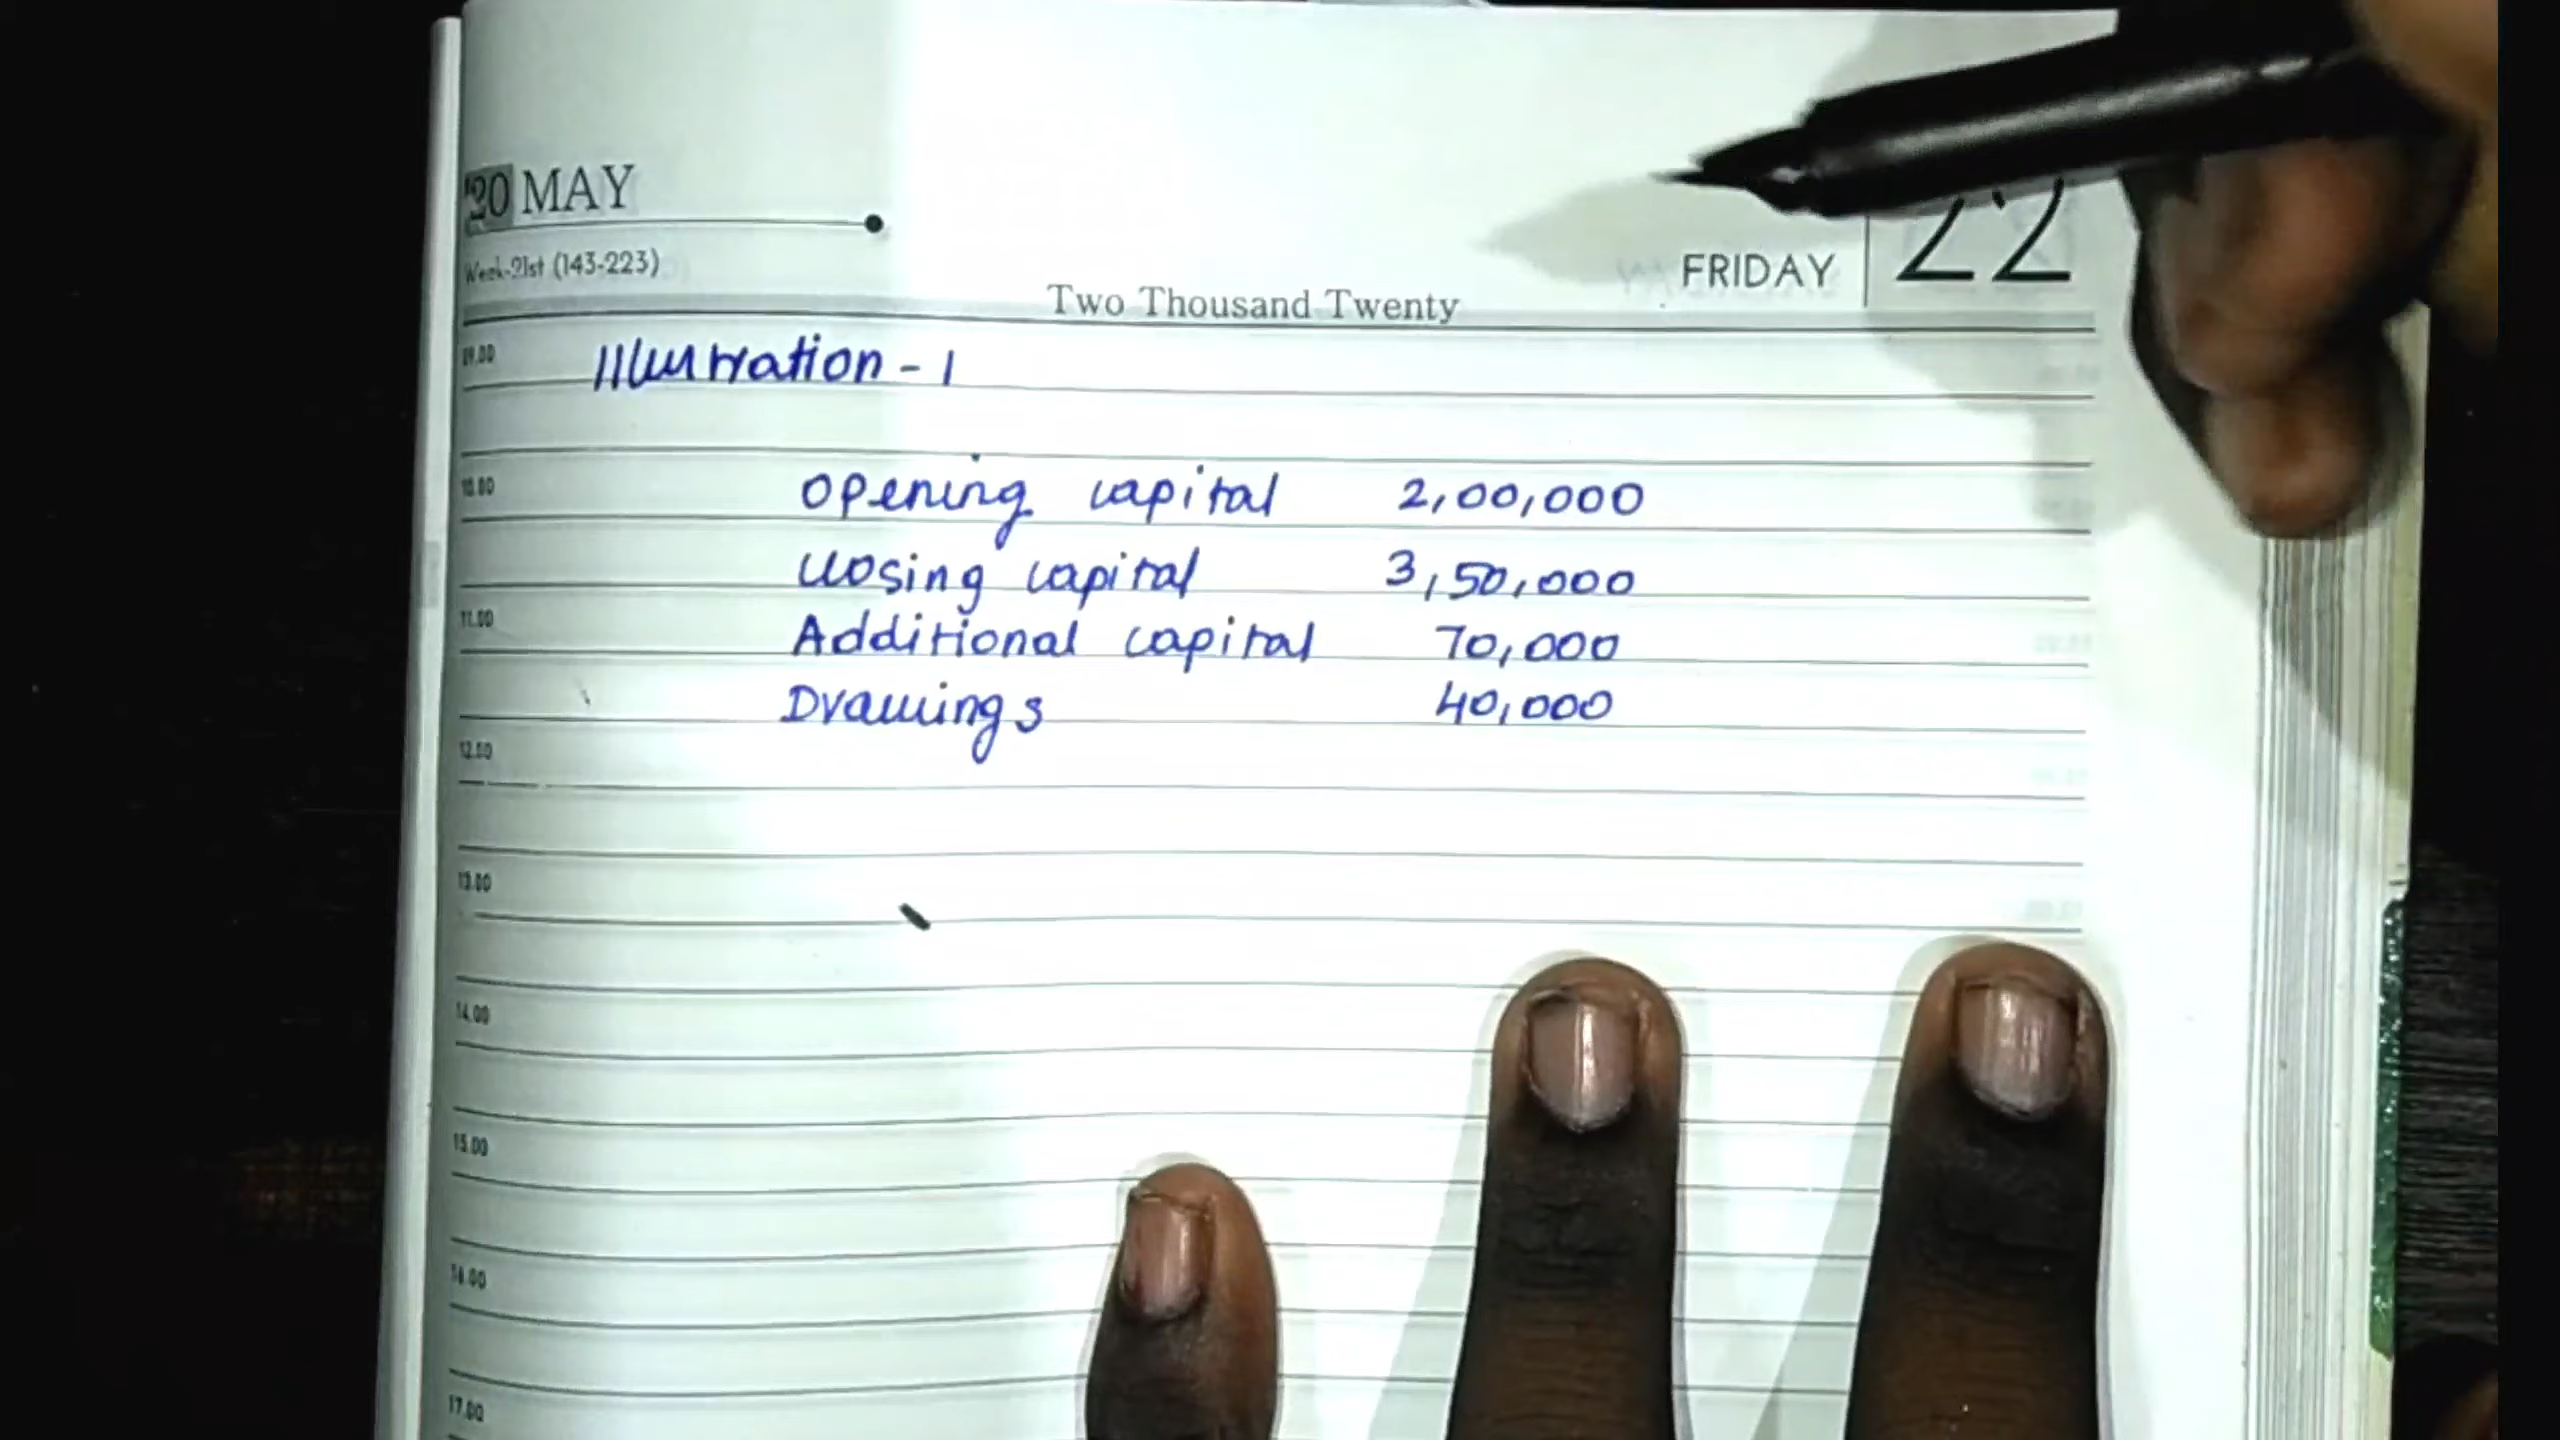 '20 MAY
Week-21st (143-223)
FRIDAY 22
Two Thousand Twenty
09.00
Illustration - 1
10.00
Opening capital 2,00,000
closing capital 3,50,000
11.00
Additional capital 70,000
Drawings 40,000
12.00
13.00
14.00
15.00
16.00
17.00